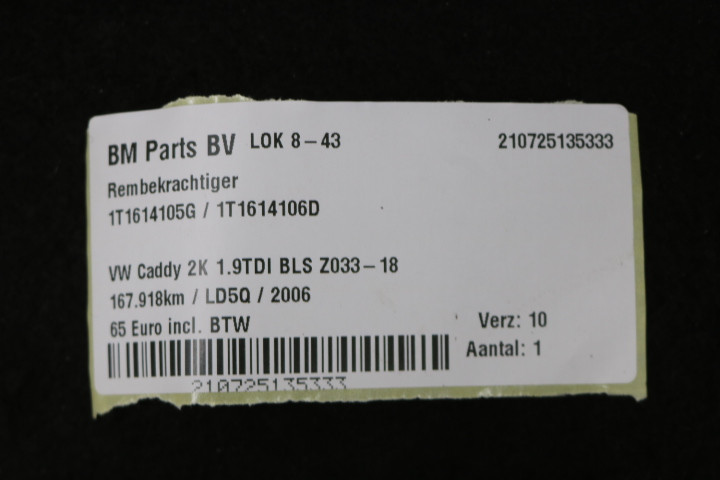 BM Parts BV LOK 8-43 210725135333
Rembekrachtiger
1T1614105G / 1T1614106D
VW Caddy 2K 1.9TDI BLS Z033-18
167.918km / LD5Q / 2006
65 Euro incl. BTW Verz: 10
Aantal: 1
210725135333